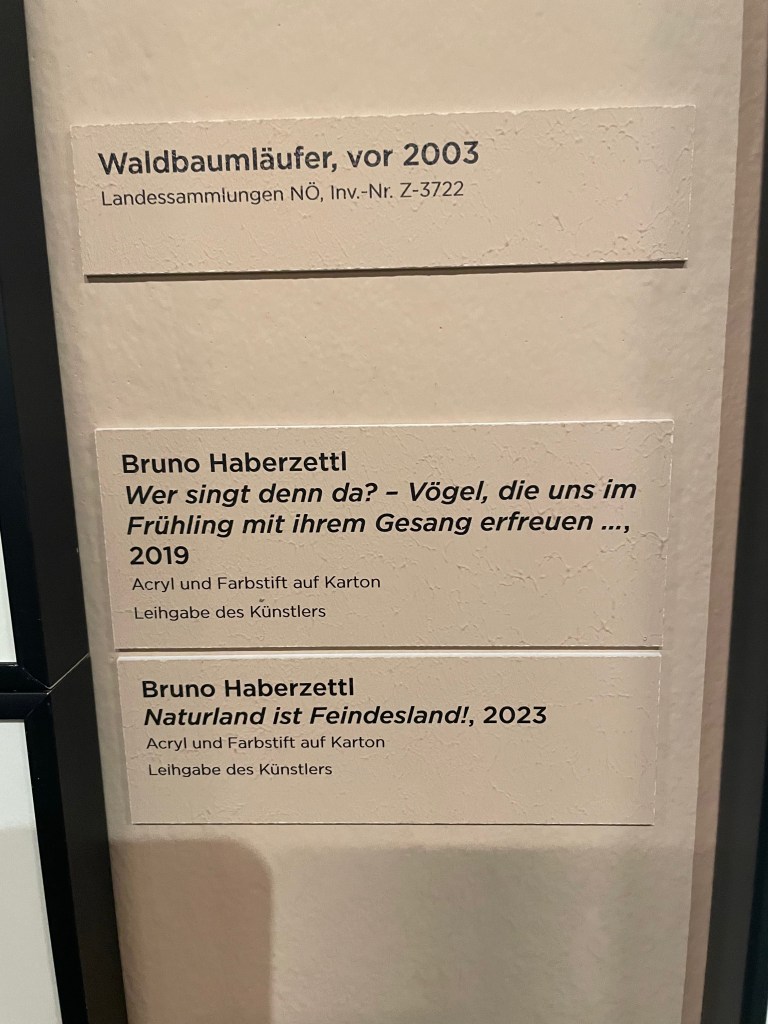 Waldbaumläufer, vor 2003
Landessammlungen NÖ, Inv.-Nr. Z-3722
Bruno Haberzettl
Wer singt denn da? – Vögel, die uns im
Frühling mit ihrem Gesang erfreuen ...,
2019
Acryl und Farbstift auf Karton
Leihgabe des Künstlers
Bruno Haberzettl
Naturland ist Feindesland!, 2023
Acryl und Farbstift auf Karton
Leihgabe des Künstlers